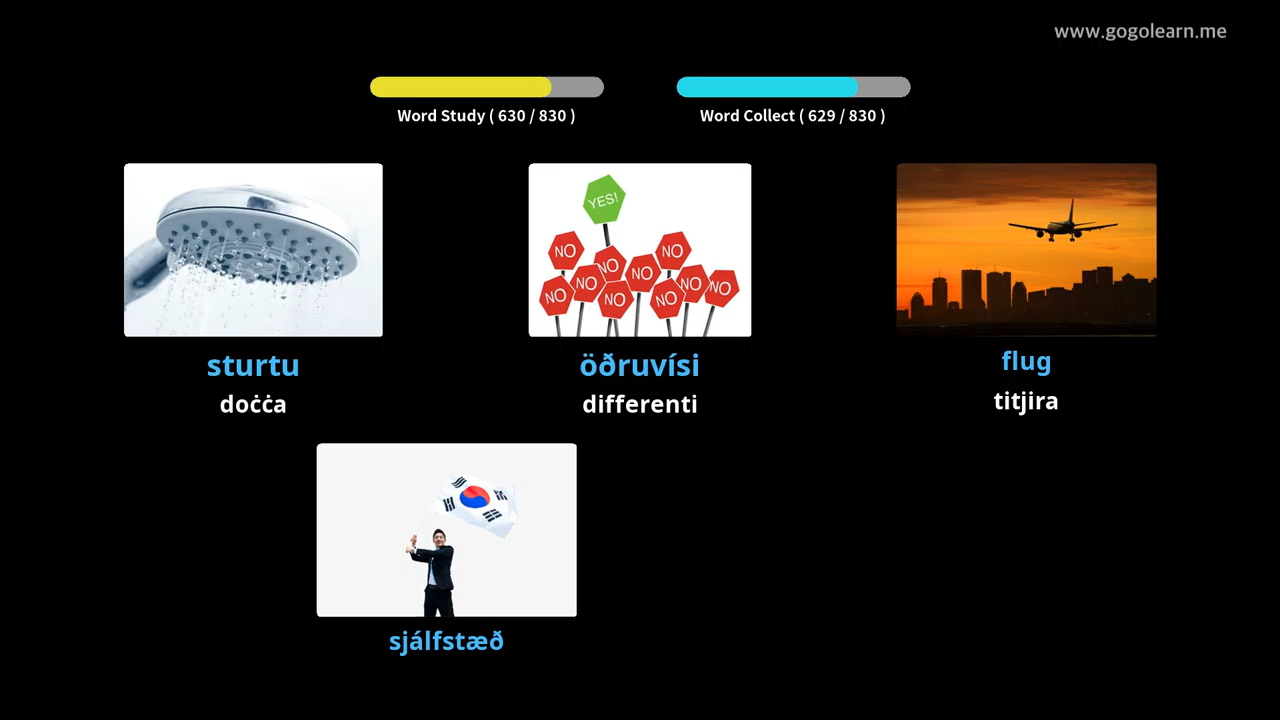 www.gogolearn.me
Word Study ( 630 / 830 )
Word Collect ( 629 / 830 )
YES!
NO
NO
NO
NO
NO
NO
NO
NO
NO
NO
sturtu
doċċa
öðruvísi
differenti
flug
titjira
sjálfstæð